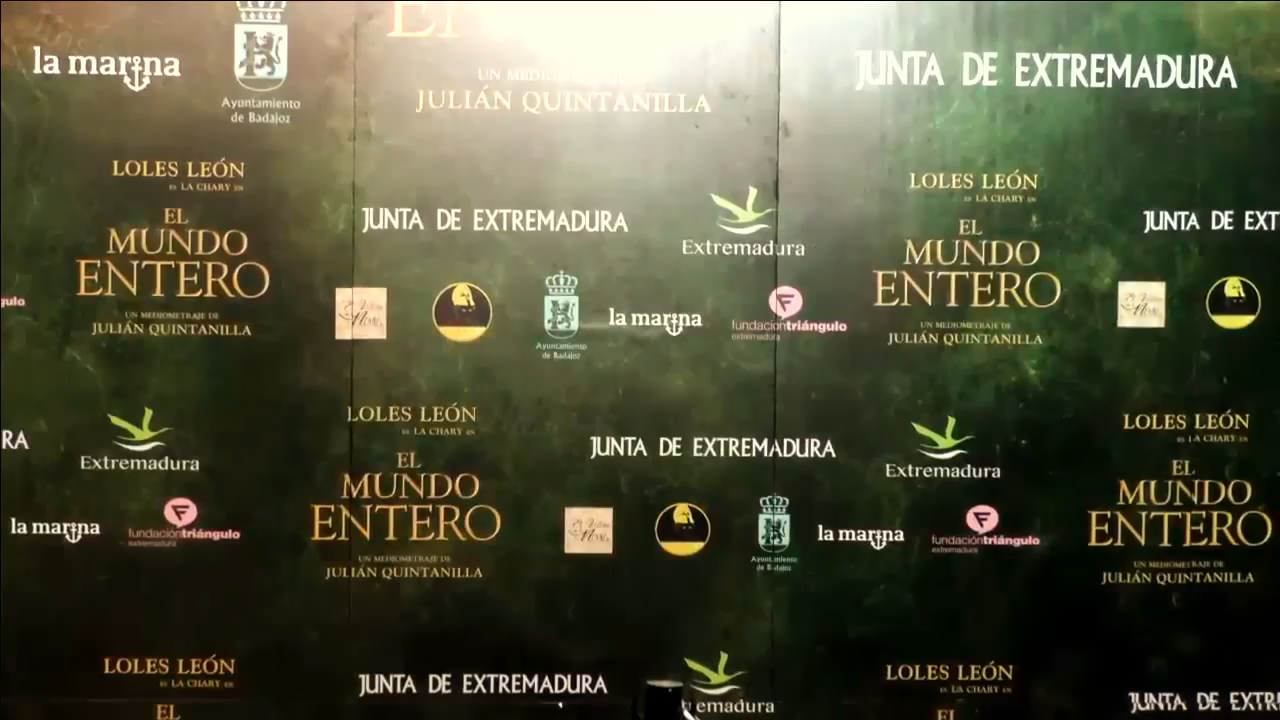 la marina
Ayuntamiento
de Badajoz
JULIÁN QUINTANILLA
JUNTA DE EXTREMADURA
LOLES LEÓN
ES LA CHARY EN
EL
MUNDO
ENTERO
UN MEDIOMETRAJE DE
JULIÁN QUINTANILLA
JUNTA DE EXTREMADURA
Extremadura
LOLES LEÓN
ES LA CHARY EN
EL
MUNDO
ENTERO
UN MEDIOMETRAJE DE
JULIÁN QUINTANILLA
JUNTA DE EXT
gulo
Ayuntamiento
de Badajoz
la marina
F
fundacióntriángulo
extremadura
RA
Extremadura
LOLES LEÓN
ES LA CHARY EN
EL
MUNDO
ENTERO
UN MEDIOMETRAJE DE
JULIÁN QUINTANILLA
JUNTA DE EXTREMADURA
Extremadura
LOLES LEÓN
ES LA CHARY EN
EL
MUNDO
ENTERO
UN MEDIOMETRAJE DE
JULIÁN QUINTANILLA
la marina
F
fundacióntriángulo
extremadura
Ayuntamiento
de Badajoz
la marina
F
fundacióntriángulo
extremadura
LOLES LEÓN
ES LA CHARY EN
EL
JUNTA DE EXTREMADURA
emadura
LOLES LEÓN
ES LA CHARY EN
EL
JUNTA DE EXTR